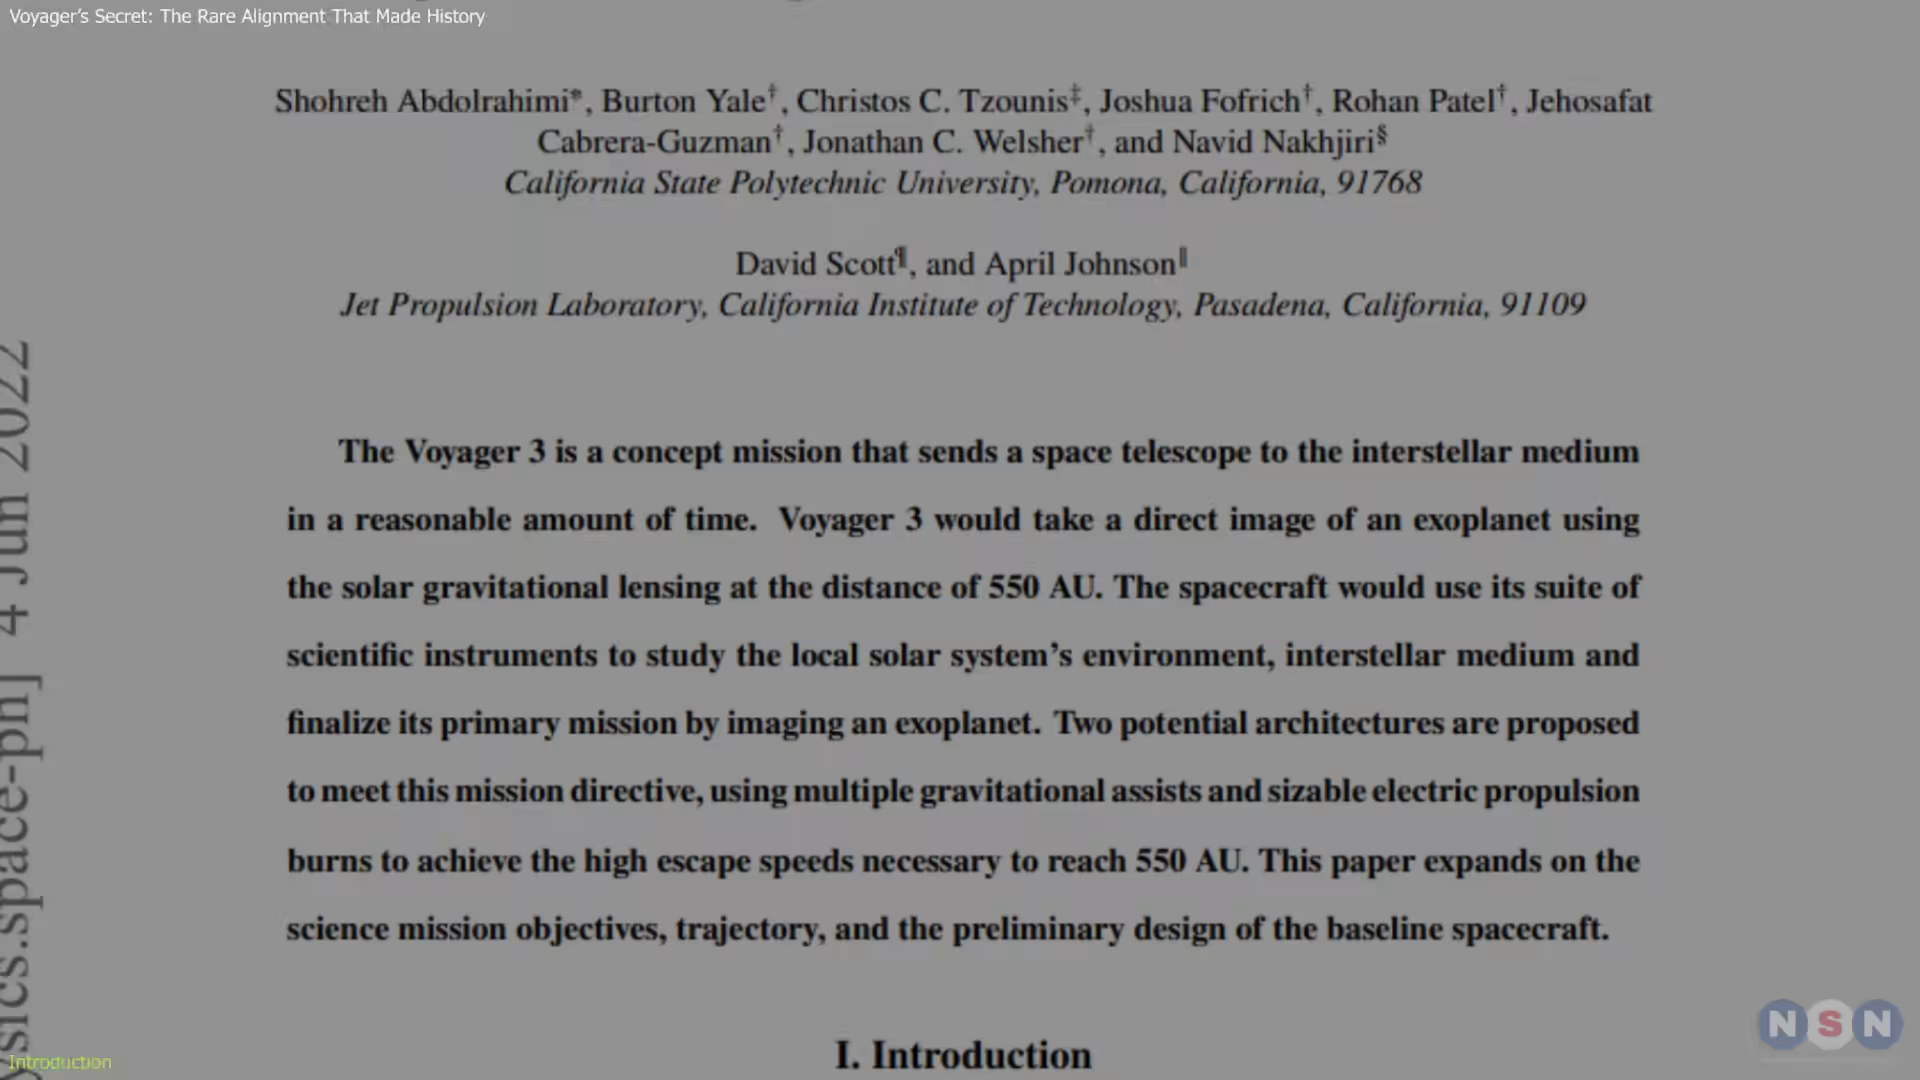 Voyager’s Secret: The Rare Alignment That Made History
Shohreh Abdolrahimi*, Burton Yale†, Christos C. Tzounis‡, Joshua Fofrich†, Rohan Patel†, Jehosafat
Cabrera-Guzman†, Jonathan C. Welsher†, and Navid Nakhjiri§
California State Polytechnic University, Pomona, California, 91768
David Scott¶, and April Johnson‖
Jet Propulsion Laboratory, California Institute of Technology, Pasadena, California, 91109
The Voyager 3 is a concept mission that sends a space telescope to the interstellar medium
in a reasonable amount of time. Voyager 3 would take a direct image of an exoplanet using
the solar gravitational lensing at the distance of 550 AU. The spacecraft would use its suite of
scientific instruments to study the local solar system’s environment, interstellar medium and
finalize its primary mission by imaging an exoplanet. Two potential architectures are proposed
to meet this mission directive, using multiple gravitational assists and sizable electric propulsion
burns to achieve the high escape speeds necessary to reach 550 AU. This paper expands on the
science mission objectives, trajectory, and the preliminary design of the baseline spacecraft.
I. Introduction
ysics.space-ph] 4 Jun 2022
Introduction
NSN